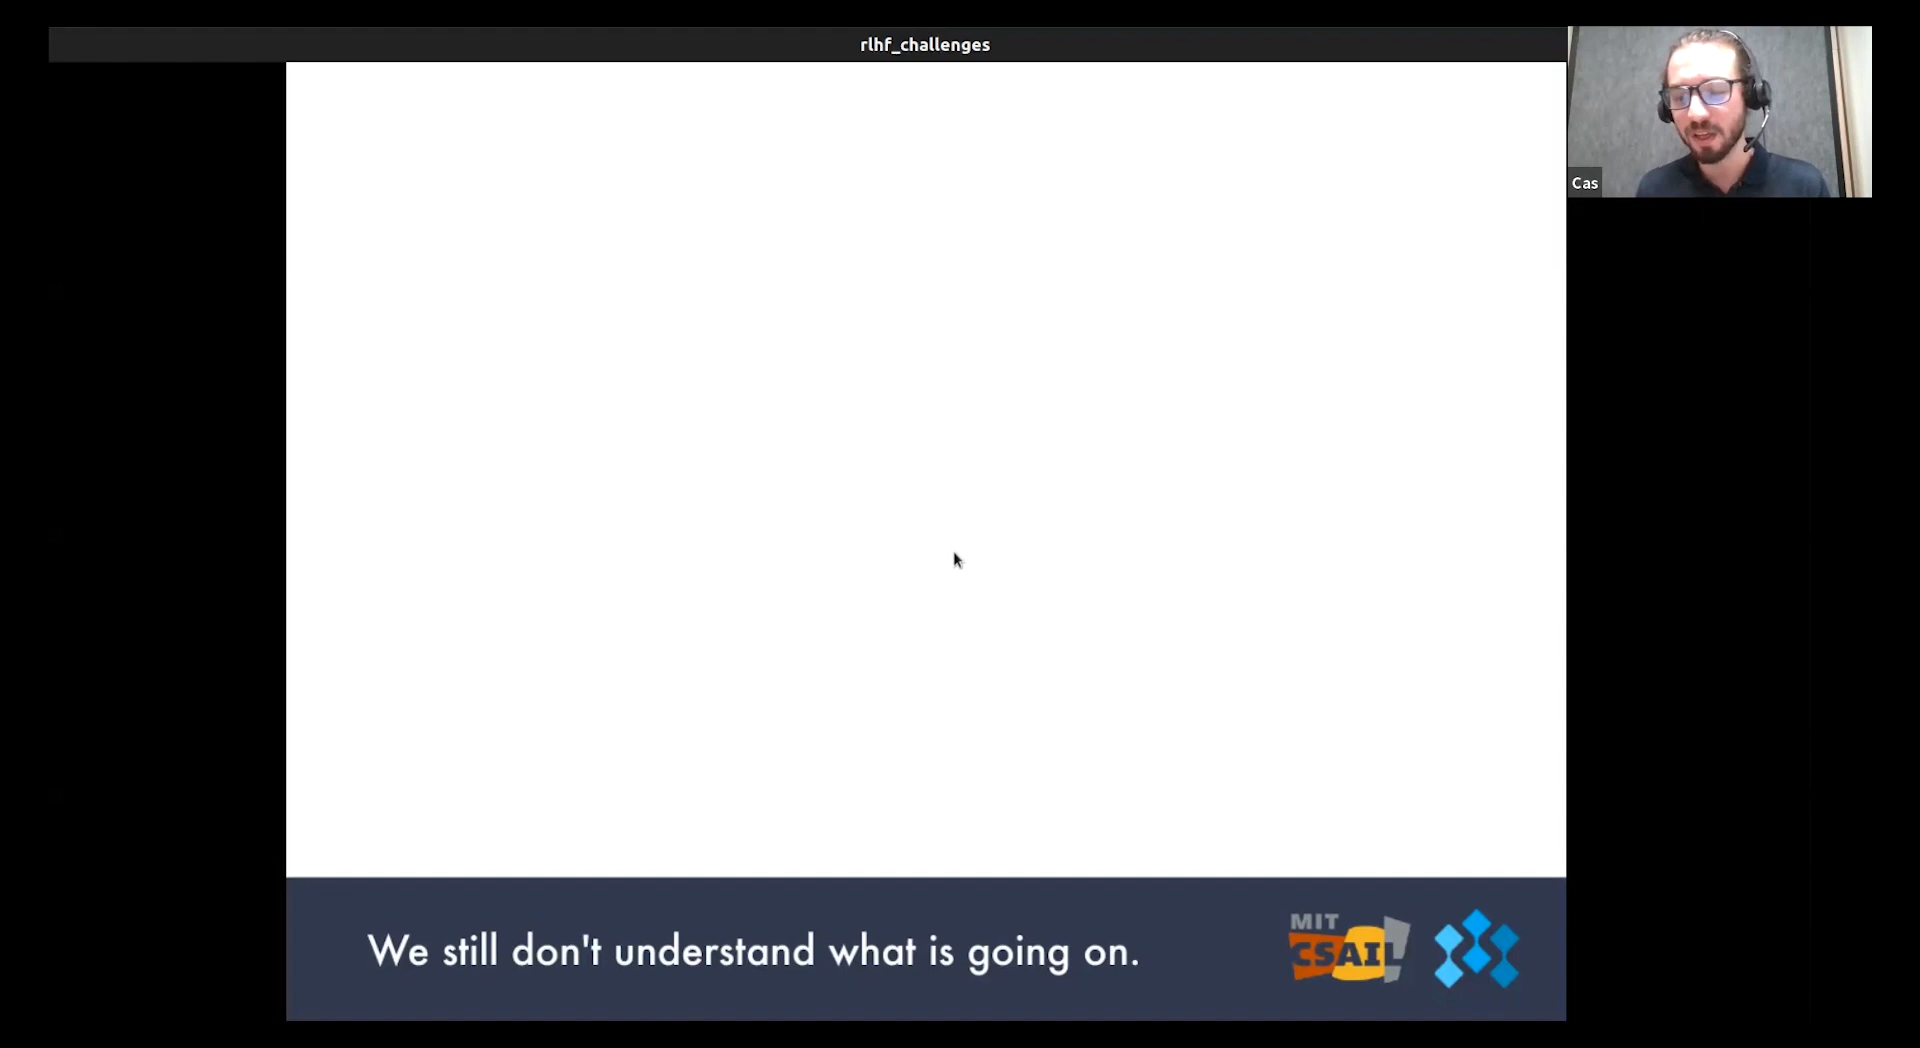 rlhf_challenges
Cas
We still don't understand what is going on.
MIT
CSAIL